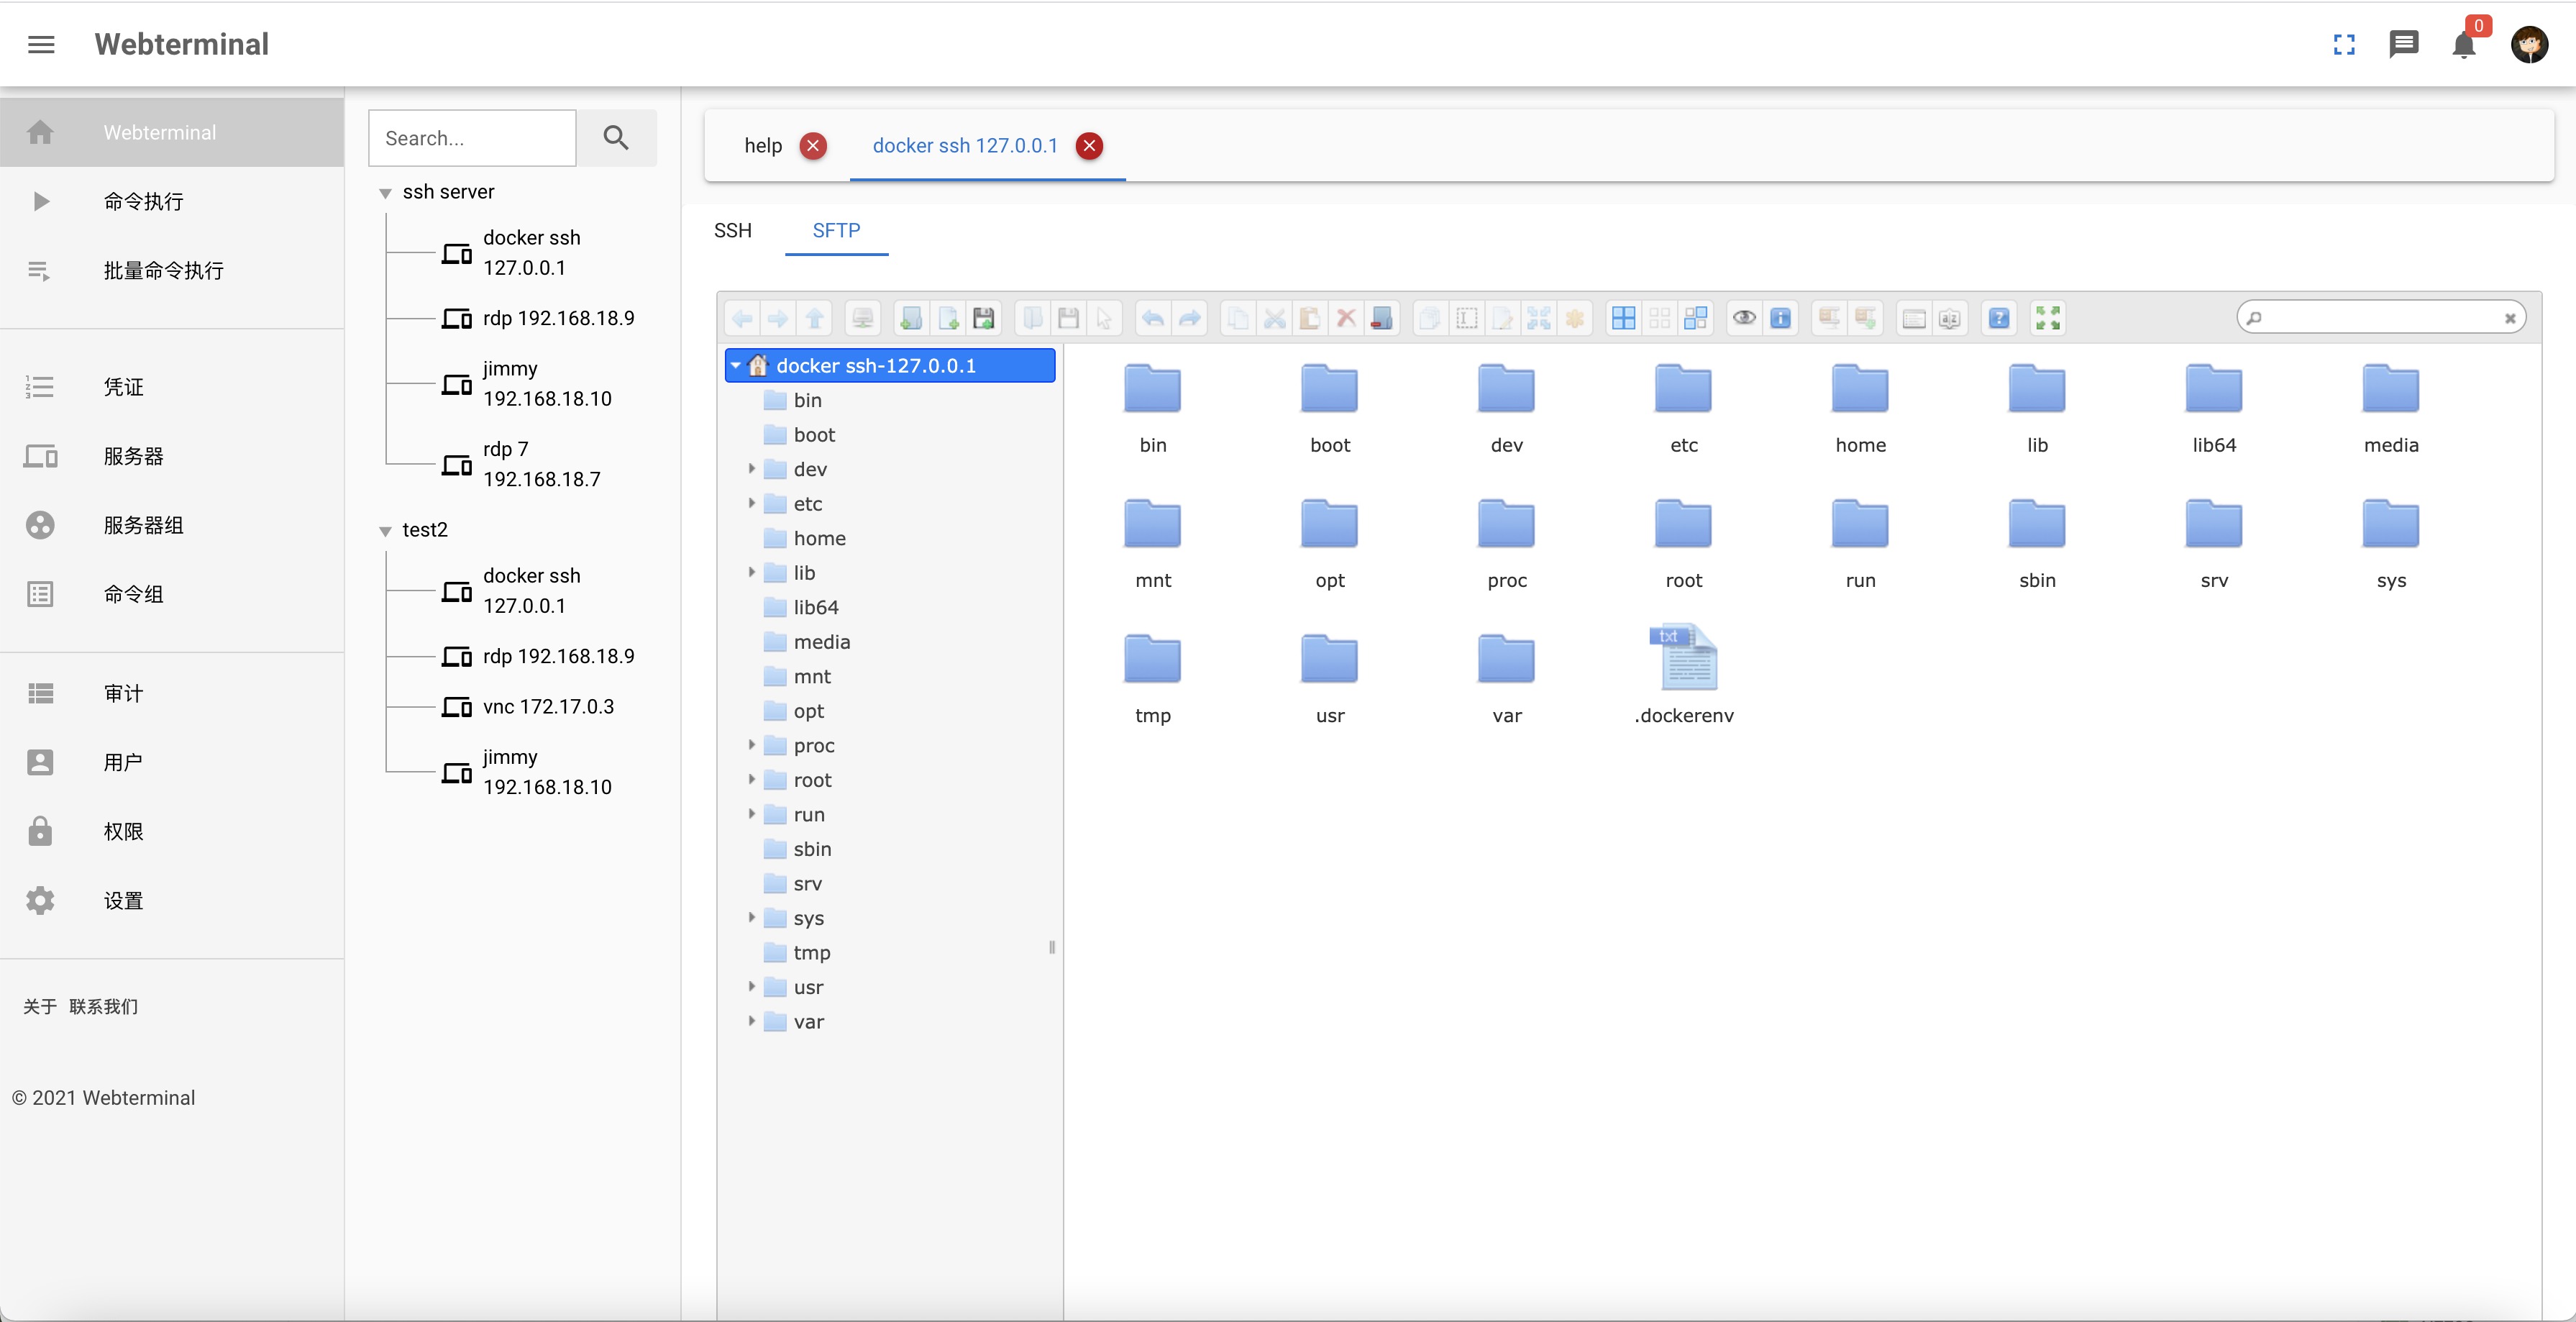 Webterminal
0
Webterminal
命令执行
批量命令执行
凭证
服务器
服务器组
命令组
审计
用户
权限
设置
关于 联系我们
© 2021 Webterminal
Search...
ssh server
docker ssh
127.0.0.1
rdp 192.168.18.9
jimmy
192.168.18.10
rdp 7
192.168.18.7
test2
docker ssh
127.0.0.1
rdp 192.168.18.9
vnc 172.17.0.3
jimmy
192.168.18.10
help
docker ssh 127.0.0.1
SSH
SFTP
docker ssh-127.0.0.1
bin
boot
dev
etc
home
lib
lib64
media
mnt
opt
proc
root
run
sbin
srv
sys
tmp
usr
var
bin boot dev etc home lib lib64 media
mnt opt proc root run sbin srv sys
txt
tmp usr var .dockerenv